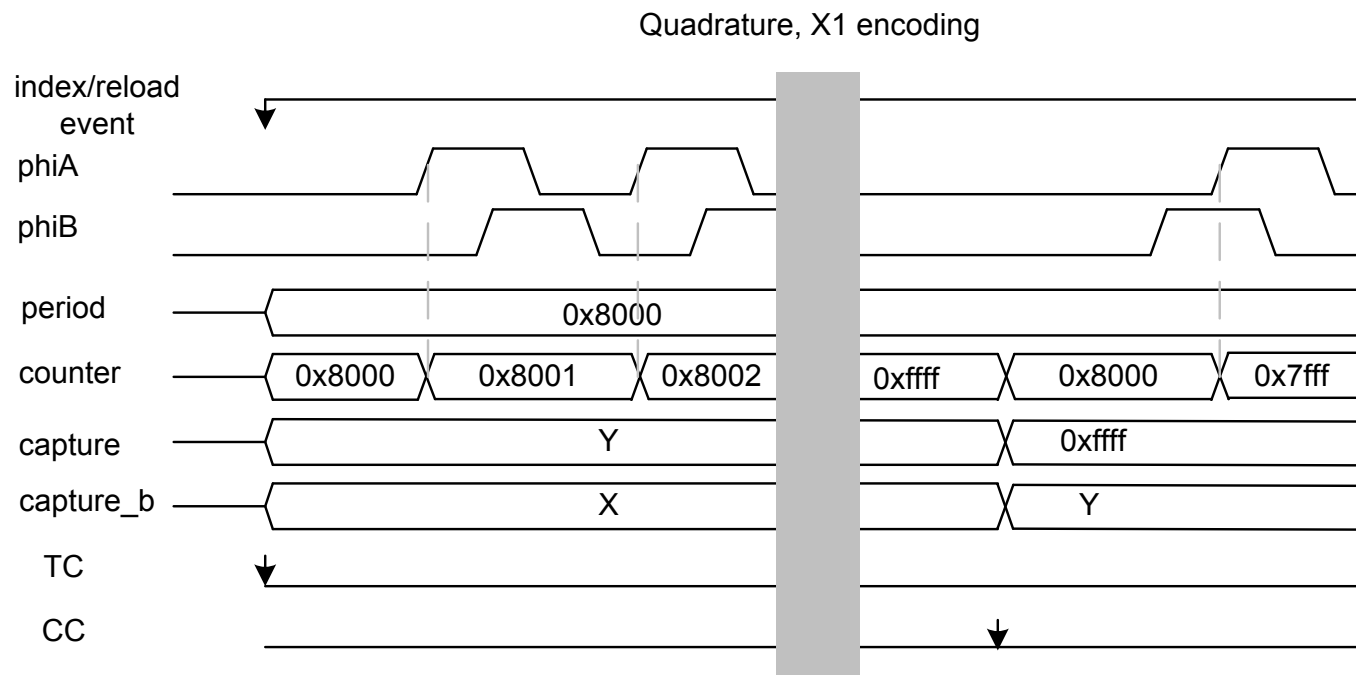 Quadrature, X1 encoding
index/reload
event
phiA
phiB
period
0x8000
counter
0x8000
0x8001
0x8002
0xffff
0x8000
0x7fff
capture
Y
0xffff
capture_b
X
Y
TC
CC